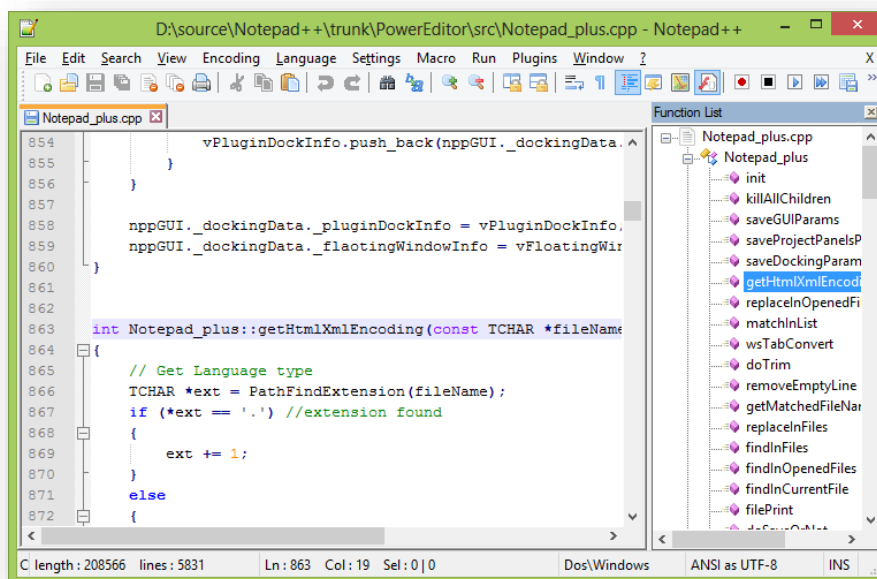 D:\source\Notepad++\trunk\PowerEditor\src\Notepad_plus.cpp - Notepad++
File Edit Search View Encoding Language Settings Macro Run Plugins Window ? X
Notepad_plus.cpp
854 vPluginDockInfo.push_back(nppGUI._dockingData.
855 }
856 }
857
858 nppGUI._dockingData._pluginDockInfo = vPluginDockInfo
859 nppGUI._dockingData._flaotingWindowInfo = vFloatingWin
860 }
861
862
863 int Notepad_plus::getHtmlXmlEncoding(const TCHAR *fileName
864 {
865 // Get Language type
866 TCHAR *ext = PathFindExtension(fileName);
867 if (*ext == '.') //extension found
868 {
869 ext += 1;
870 }
871 else
872 {
Function List
Notepad_plus.cpp
Notepad_plus
init
killAllChildren
saveGUIParams
saveProjectPanelsP
saveDockingParam
getHtmlXmlEncodi
replaceInOpenedFi
matchInList
wsTabConvert
doTrim
removeEmptyLine
getMatchedFileNar
replaceInFiles
findInFiles
findInOpenedFiles
findInCurrentFile
filePrint
C length : 208566 lines : 5831 Ln : 863 Col : 19 Sel : 0 | 0 Dos\Windows ANSI as UTF-8 INS